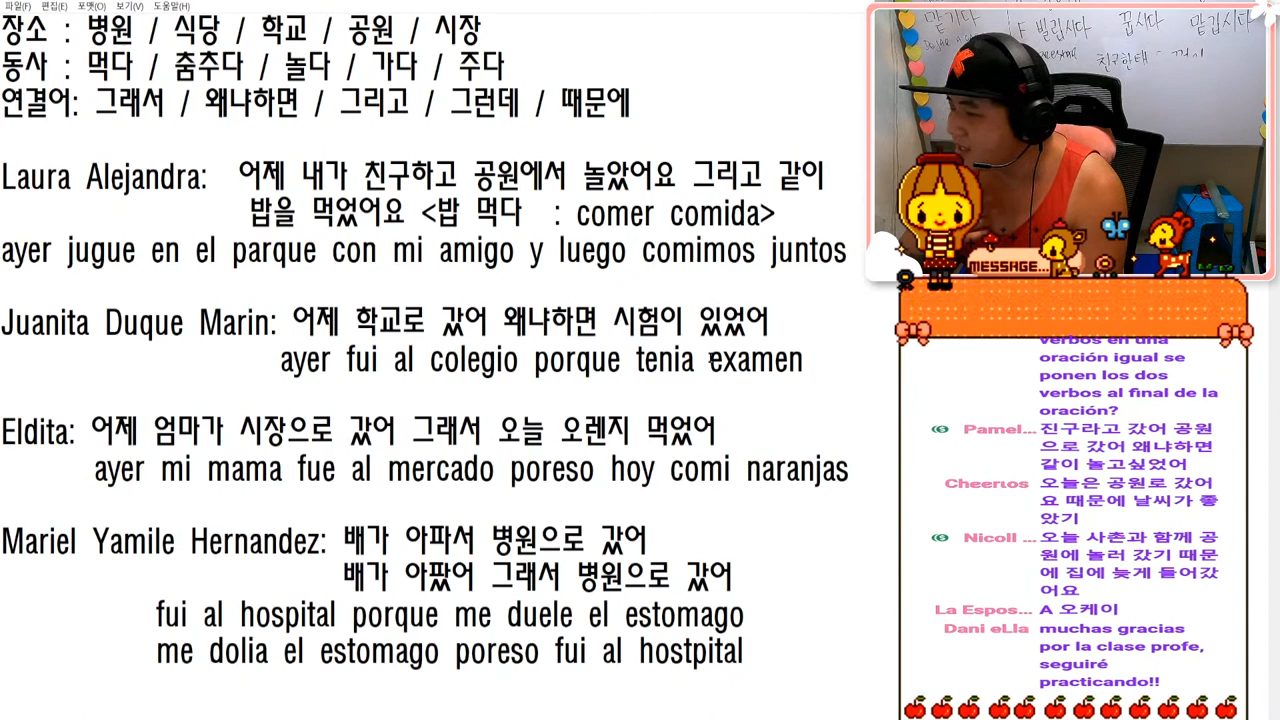 파일(F) 편집(E) 포맷(O) 보기(V) 도움말(H)
장소 : 병원 / 식당 / 학교 / 공원 / 시장
동사 : 먹다 / 춤추다 / 놀다 / 가다 / 주다
연결어: 그래서 / 왜냐하면 / 그리고 / 그런데 / 때문에
Laura Alejandra: 어제 내가 친구하고 공원에서 놀았어요 그리고 같이
밥을 먹었어요 <밥 먹다 : comer comida>
ayer jugue en el parque con mi amigo y luego comimos juntos
Juanita Duque Marin: 어제 학교로 갔어 왜냐하면 시험이 있었어
ayer fui al colegio porque tenia examen
Eldita: 어제 엄마가 시장으로 갔어 그래서 오늘 오렌지 먹었어
ayer mi mama fue al mercado poreso hoy comi naranjas
Mariel Yamile Hernandez: 배가 아파서 병원으로 갔어
배가 아팠어 그래서 병원으로 갔어
fui al hospital porque me duele el estomago
me dolia el estomago poreso fui al hostpital
맡기다
꿉시다
맡깁시다
친구한태
MESSAGE...
verbos en una
oración igual se
ponen los dos
verbos al final de la
oración?
Pamel... 진구라고 갔어 공원
으로 갔어 왜냐하면
같이 놀고싶었어
Cheerıos 오늘은 공원로 갔어
요 때문에 날씨가 좋
았기
Nicoll ... 오늘 사촌과 함께 공
원에 놀러 갔기 때문
에 집에 늦게 들어갔
어요
La Espos... A 오케이
Dani eLla muchas gracias
por la clase profe,
seguiré
practicando!!